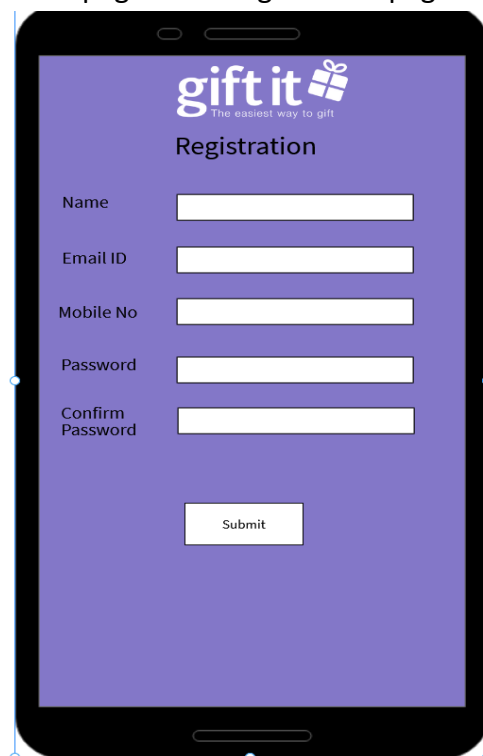 gift it
The easiest way to gift
Registration
Name
Email ID
Mobile No
Password
Confirm
Password
Submit